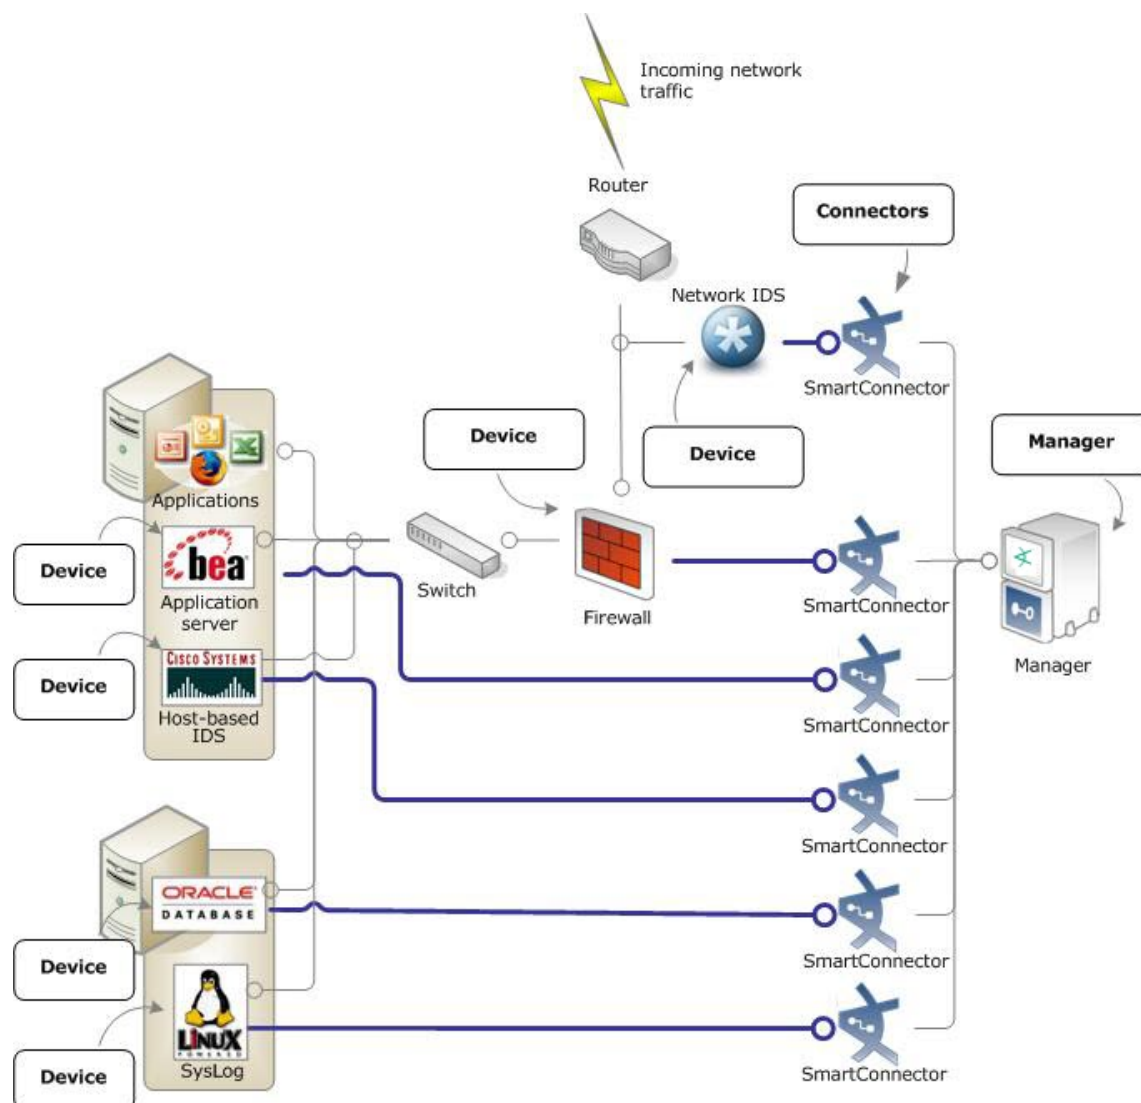 Incoming network
traffic
Router
Connectors
Network IDS
SmartConnector
Device
Device
Manager
Applications
Device
bea
Application
server
Switch
Firewall
SmartConnector
Manager
Device
CISCO SYSTEMS
Host-based
IDS
SmartConnector
SmartConnector
ORACLE
DATABASE
SmartConnector
Device
LINUX
POWERED
SysLog
Device
SmartConnector